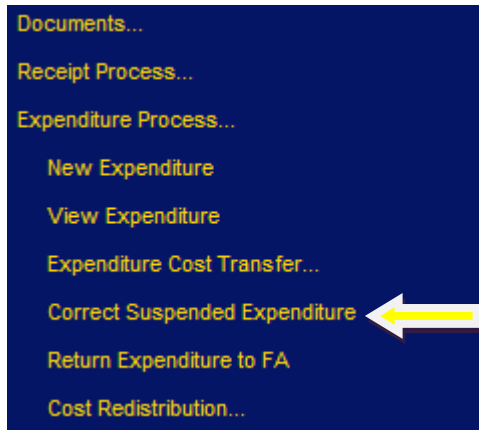 Documents...
Receipt Process...
Expenditure Process...
New Expenditure
View Expenditure
Expenditure Cost Transfer...
Correct Suspended Expenditure
Return Expenditure to FA
Cost Redistribution...